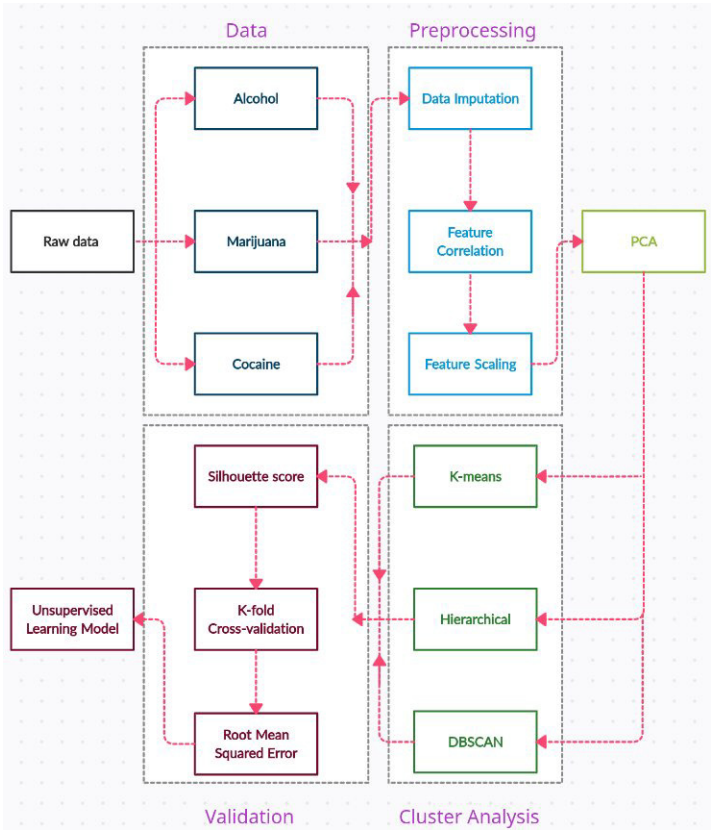 Data
Preprocessing
Alcohol
Data Imputation
Raw data
Marijuana
Feature
Correlation
PCA
Cocaine
Feature Scaling
Silhouette score
K-means
Unsupervised
Learning Model
K-fold
Cross-validation
Hierarchical
Root Mean
Squared Error
DBSCAN
Validation
Cluster Analysis